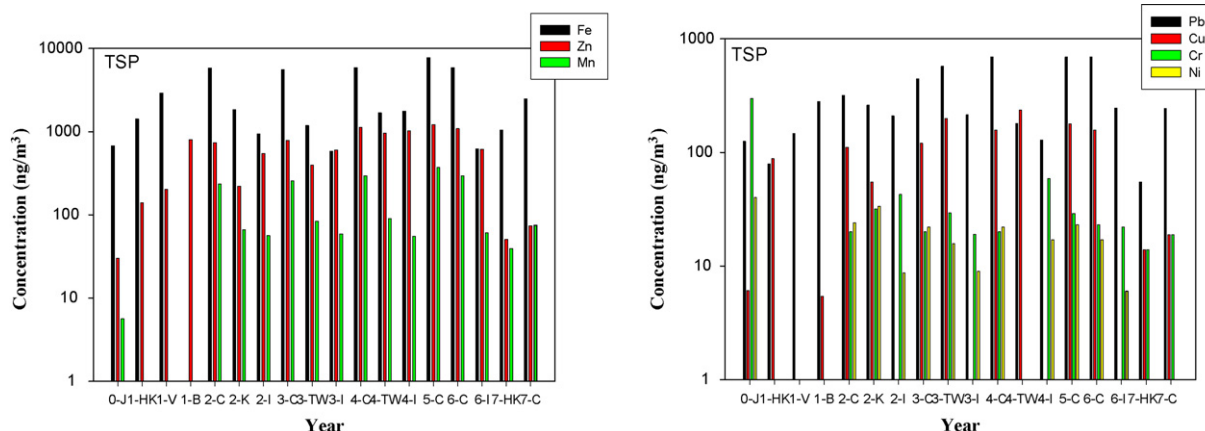 Fe
Zn
Mn
TSP
10000
1000
100
10
1
Concentration (ng/m³)
0-J1-HK1-V 1-B 2-C 2-K 2-I 3-C3-TW3-I 4-C4-TW4-I 5-C 6-C 6-I7-HK7-C
Year
Pb
Cu
Cr
Ni
TSP
1000
100
10
1
Concentration (ng/m³)
0-J1-HK1-V 1-B 2-C 2-K 2-I 3-C3-TW3-I 4-C4-TW4-I 5-C 6-C 6-I7-HK7-C
Year